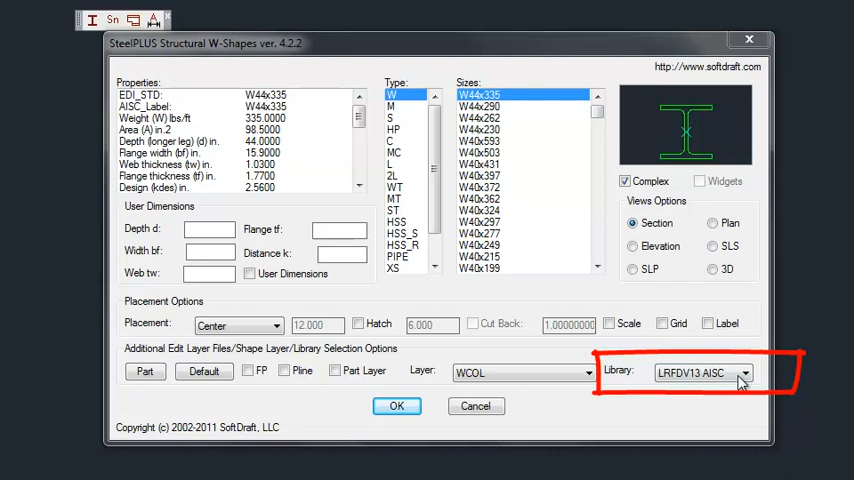 Sn
A
SteelPLUS Structural W-Shapes ver. 4.2.2
http://www.softdraft.com
Properties:
EDI_STD: W44x335
AISC_Label: W44x335
Weight (W) lbs/ft 335.0000
Area (A) in.2 98.5000
Depth (longer leg) (d) in. 44.0000
Flange width (bf) in. 15.9000
Web thickness (tw) in. 1.0300
Flange thickness (tf) in. 1.7700
Design (kdes) in. 2.5600
Type:
W
M
S
HP
C
MC
L
2L
WT
MT
ST
HSS
HSS_S
HSS_R
PIPE
XS
Sizes:
W44x335
W44x290
W44x262
W44x230
W40x593
W40x503
W40x431
W40x397
W40x372
W40x362
W40x324
W40x297
W40x277
W40x249
W40x215
W40x199
Complex Widgets
Views Options
Section Plan
Elevation SLS
SLP 3D
User Dimensions
Depth d: Flange tf:
Width bf: Distance k:
Web tw: User Dimensions
Placement Options
Placement: Center 12.000 Hatch 6.000 Cut Back: 1.00000000 Scale Grid Label
Additional Edit Layer Files/Shape Layer/Library Selection Options
Part Default FP Pline Part Layer Layer: WCOL Library: LRFDV13 AISC
OK Cancel
Copyright (c) 2002-2011 SoftDraft, LLC